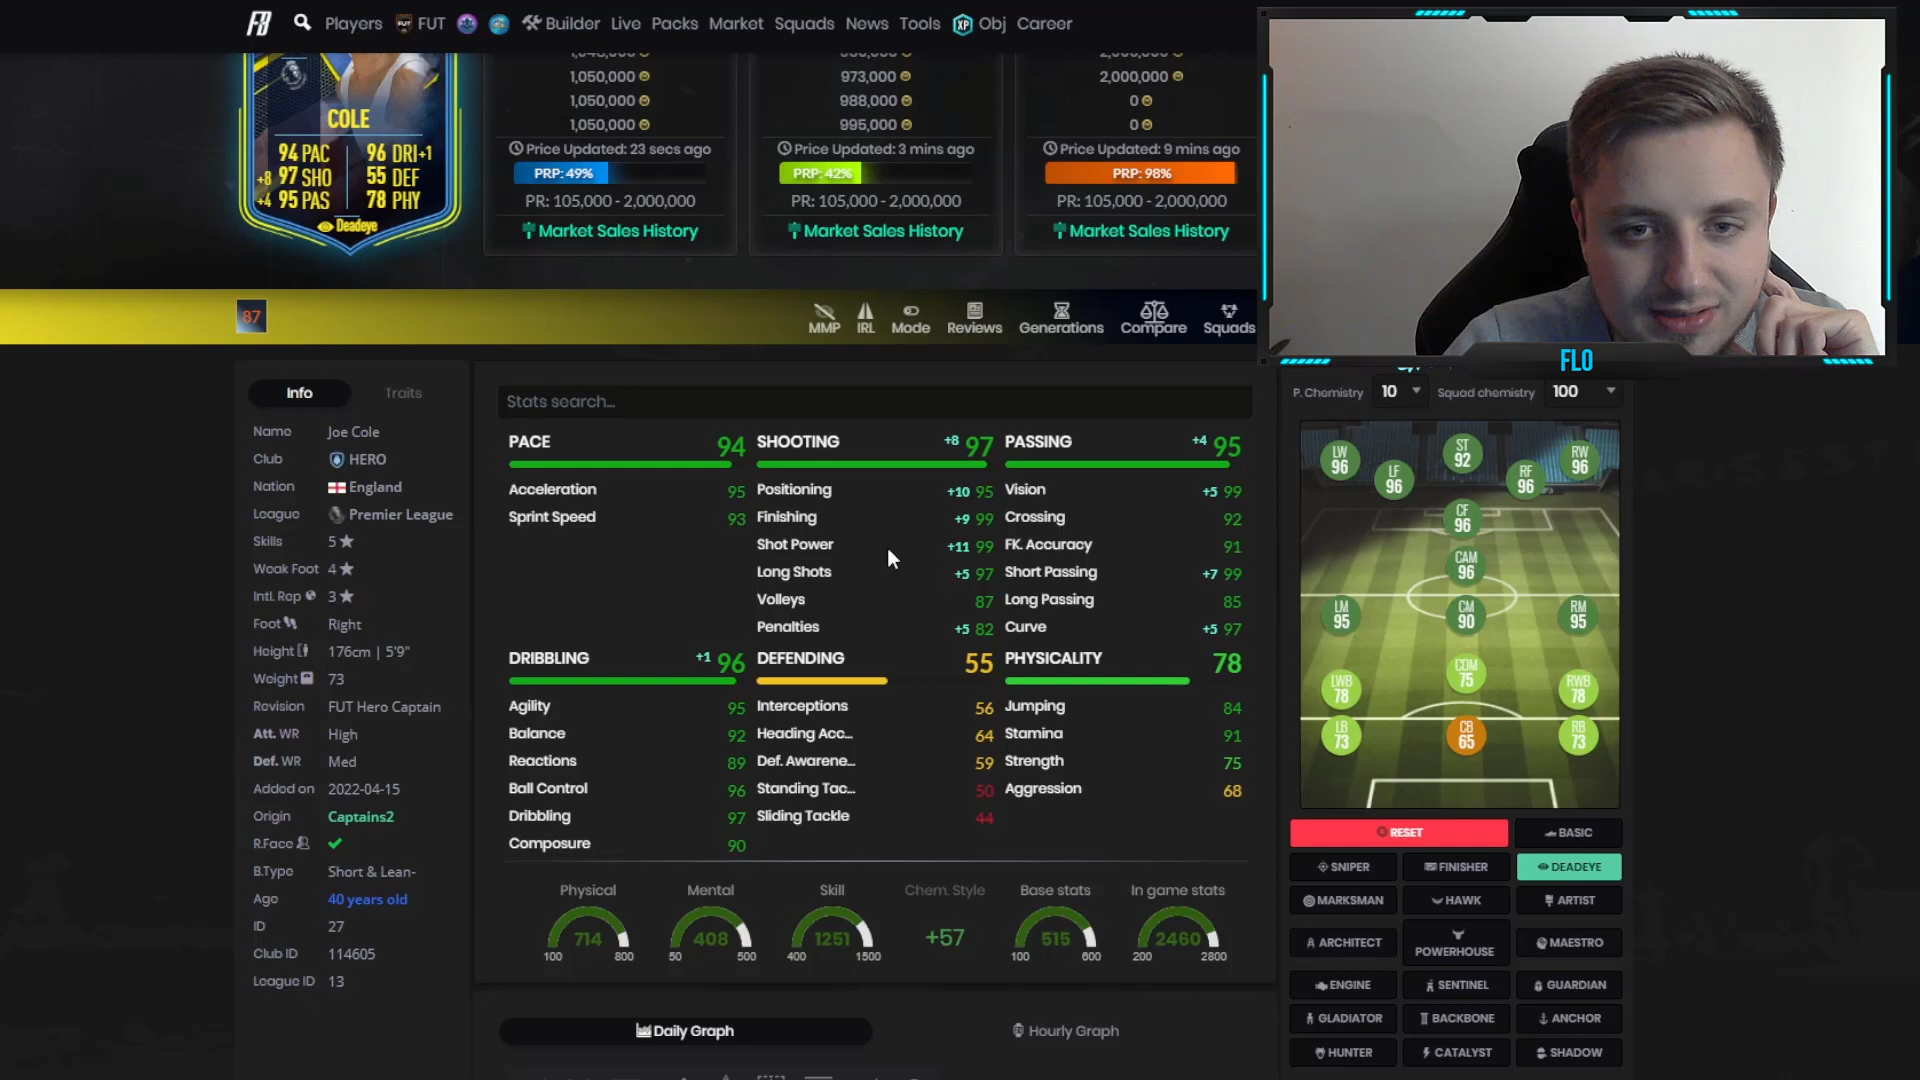 Players FUT Builder Live Packs Market Squads News Tools XP Obj Career
1,050,000 973,000 2,000,000
1,050,000 988,000 0
1,050,000 995,000 0
COLE
94 PAC 96 DRI+1
+8 97 SHO 55 DEF
+4 95 PAS 78 PHY
Deadeye
Price Updated: 23 secs ago
PRP: 49%
PR: 105,000 - 2,000,000
Market Sales History
Price Updated: 3 mins ago
PRP: 42%
PR: 105,000 - 2,000,000
Market Sales History
Price Updated: 9 mins ago
PRP: 98%
PR: 105,000 - 2,000,000
Market Sales History
FLO
87
MMP IRL Mode Reviews Generations Compare Squads
Info Traits
Name Joe Cole
Club HERO
Nation England
League Premier League
Skills 5
Weak Foot 4
Intl. Rep 3
Foot Right
Height 176cm | 5'9"
Weight 73
Revision FUT Hero Captain
Att. WR High
Def. WR Med
Added on 2022-04-15
Origin Captains2
R.Face
B.Type Short & Lean-
Age 40 years old
ID 27
Club ID 114605
League ID 13
Stats search...
PACE 94
Acceleration 95
Sprint Speed 93
SHOOTING +8 97
Positioning +10 95
Finishing +9 99
Shot Power +11 99
Long Shots +5 97
Volleys 87
Penalties +5 82
PASSING +4 95
Vision +5 99
Crossing 92
FK. Accuracy 91
Short Passing +7 99
Long Passing 85
Curve +5 97
DRIBBLING +1 96
Agility 95
Balance 92
Reactions 89
Ball Control 96
Dribbling 97
Composure 90
DEFENDING 55
Interceptions 56
Heading Acc... 64
Def. Awarene... 59
Standing Tac... 50
Sliding Tackle 44
PHYSICALITY 78
Jumping 84
Stamina 91
Strength 75
Aggression 68
Physical Mental Skill Chem. Style Base stats In game stats
714 408 1251 +57 515 2460
100 800 50 500 400 1500 100 600 200 2800
Daily Graph Hourly Graph
P. Chemistry 10 Squad chemistry 100
LW 96
ST 92
RW 96
LF 96
RF 96
CF 96
CAM 96
LM 95
CM 90
RM 95
CDM 75
LWB 78
RWB 78
LB 73
CB 65
RB 73
RESET BASIC
SNIPER FINISHER DEADEYE
MARKSMAN HAWK ARTIST
ARCHITECT POWERHOUSE MAESTRO
ENGINE SENTINEL GUARDIAN
GLADIATOR BACKBONE ANCHOR
HUNTER CATALYST SHADOW